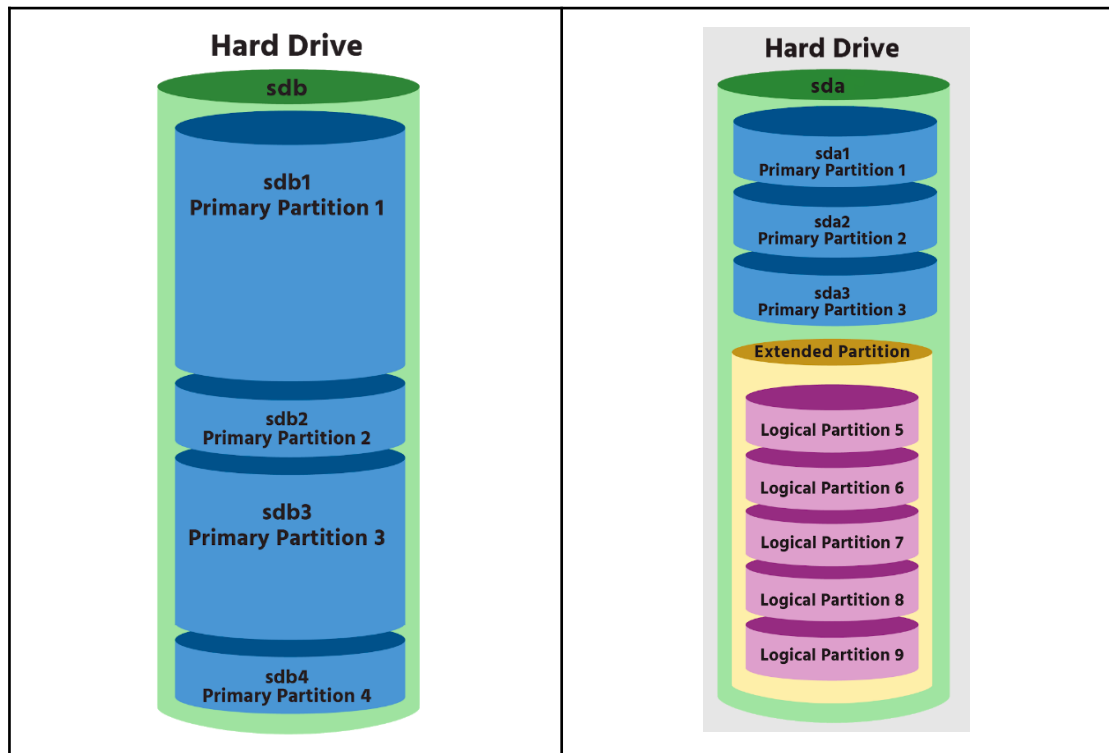 Hard Drive
sdb
sdb1
Primary Partition 1
sdb2
Primary Partition 2
sdb3
Primary Partition 3
sdb4
Primary Partition 4
Hard Drive
sda
sda1
Primary Partition 1
sda2
Primary Partition 2
sda3
Primary Partition 3
Extended Partition
Logical Partition 5
Logical Partition 6
Logical Partition 7
Logical Partition 8
Logical Partition 9